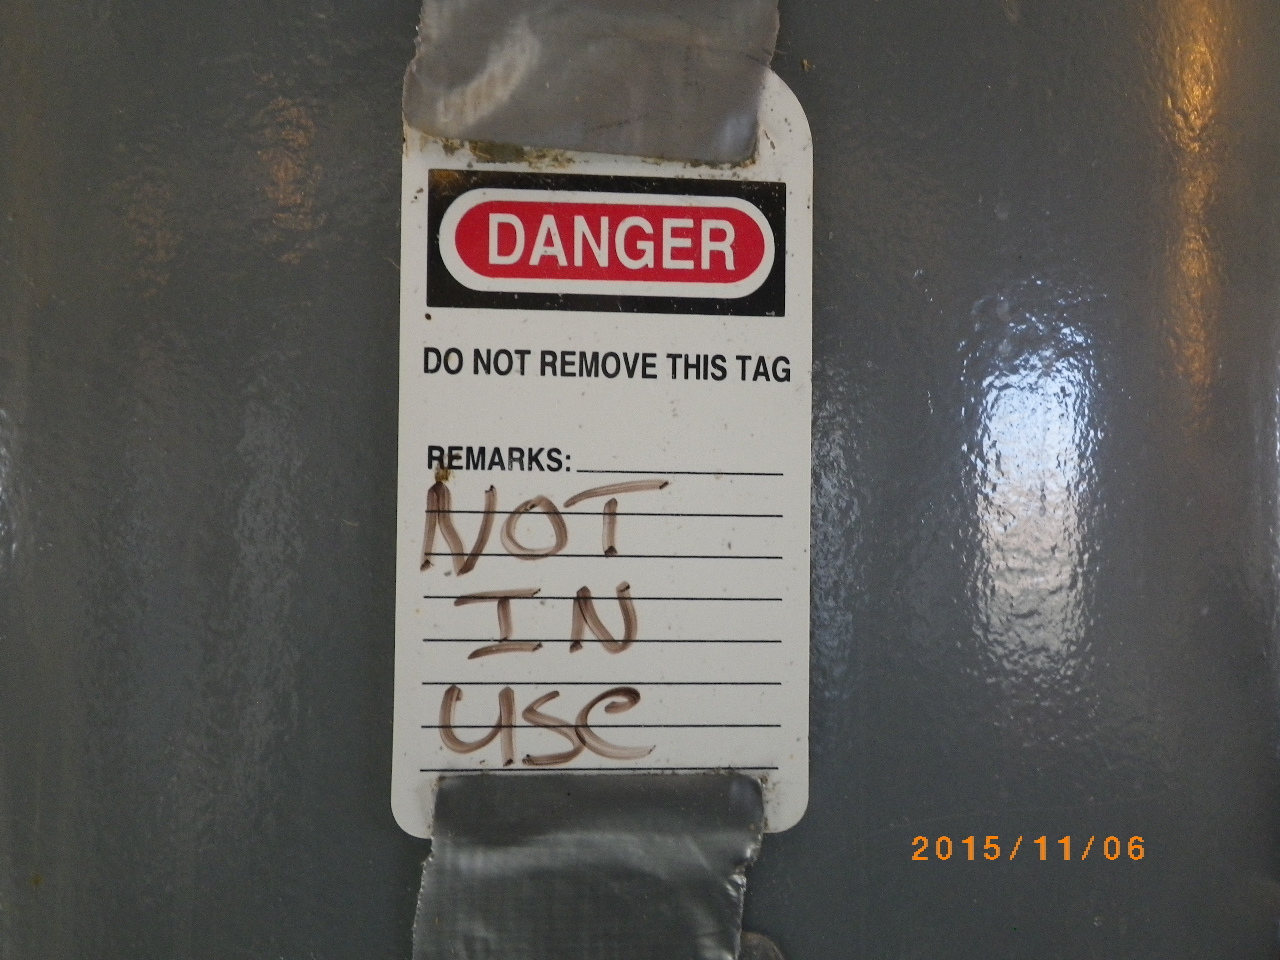 DANGER
DO NOT REMOVE THIS TAG
REMARKS:
NOT
IN
USE
2015/11/06